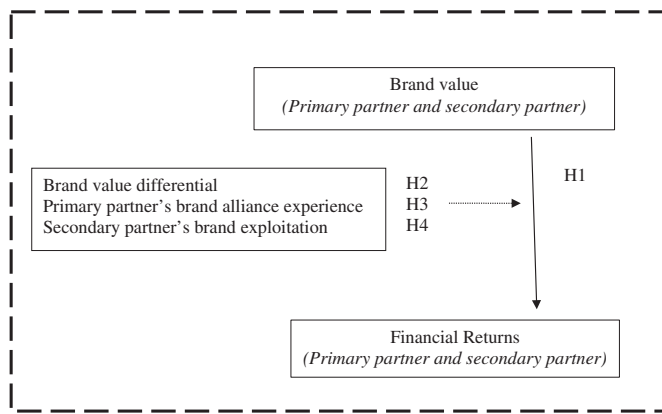 Brand value
(Primary partner and secondary partner)
H1
Brand value differential
Primary partner's brand alliance experience
Secondary partner's brand exploitation
H2
H3
H4
Financial Returns
(Primary partner and secondary partner)